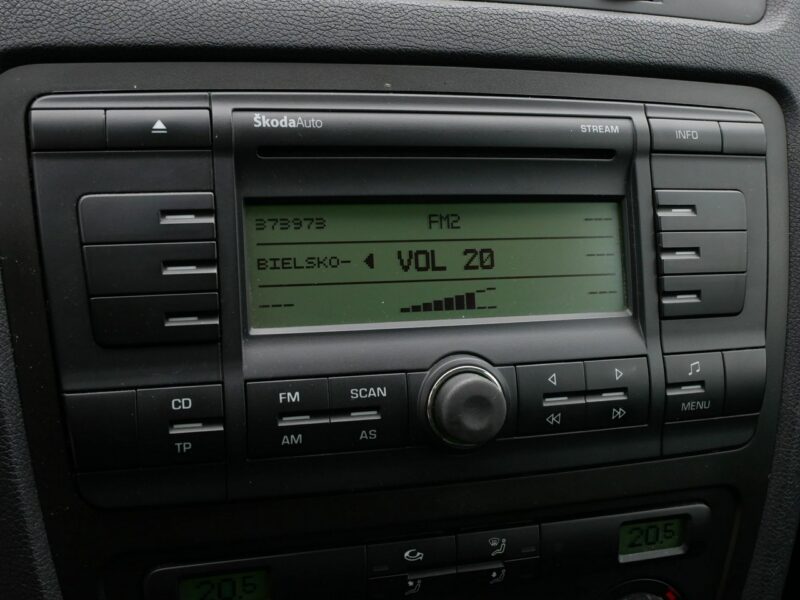 ŠkodaAuto
STREAM
INFO
373973 FM2 ---
BIELSKO- VOL 20 ---
--- ---
CD
TP
FM
AM
SCAN
AS
MENU
20.5
20.5